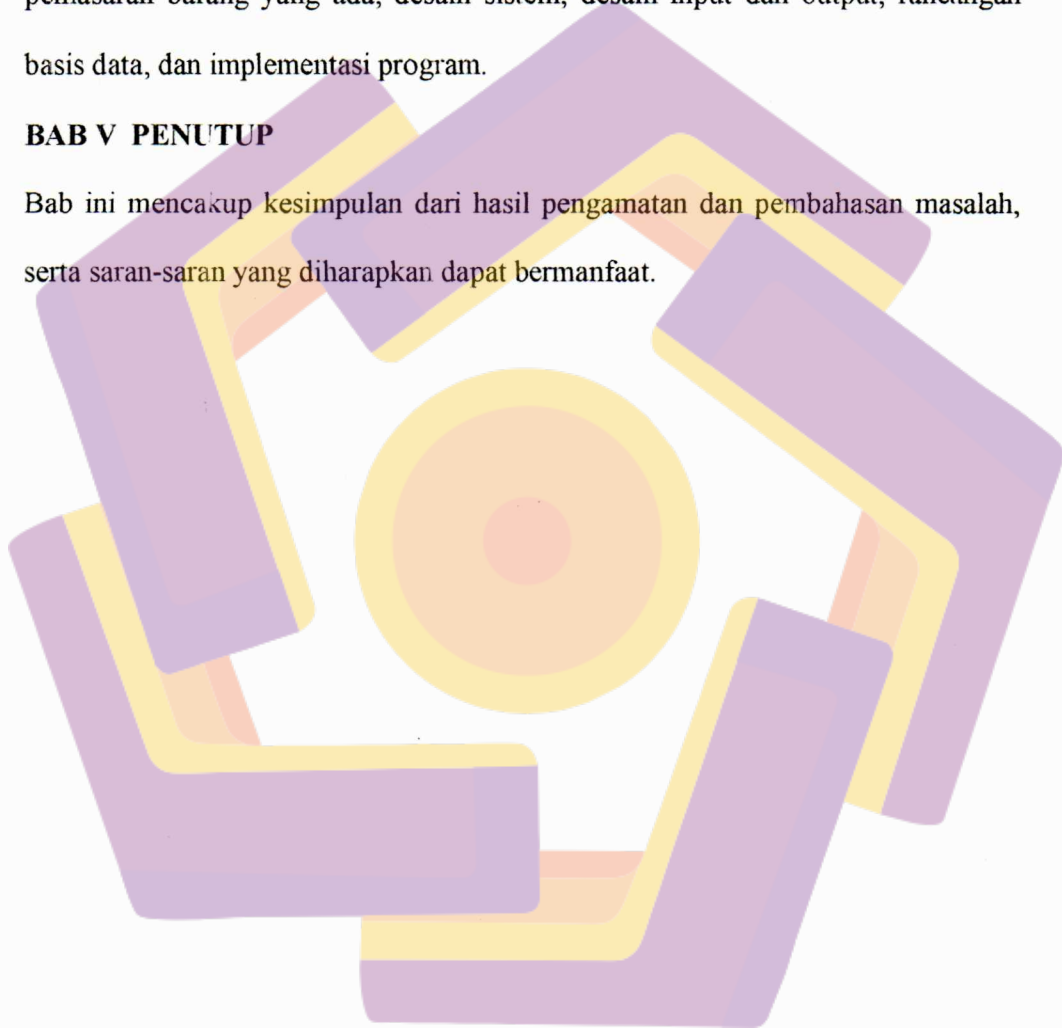 pemasaran barang yang ada, desain sistem, desain input dan output, rancangan
basis data, dan implementasi program.
BAB V PENUTUP
Bab ini mencakup kesimpulan dari hasil pengamatan dan pembahasan masalah,
serta saran-saran yang diharapkan dapat bermanfaat.